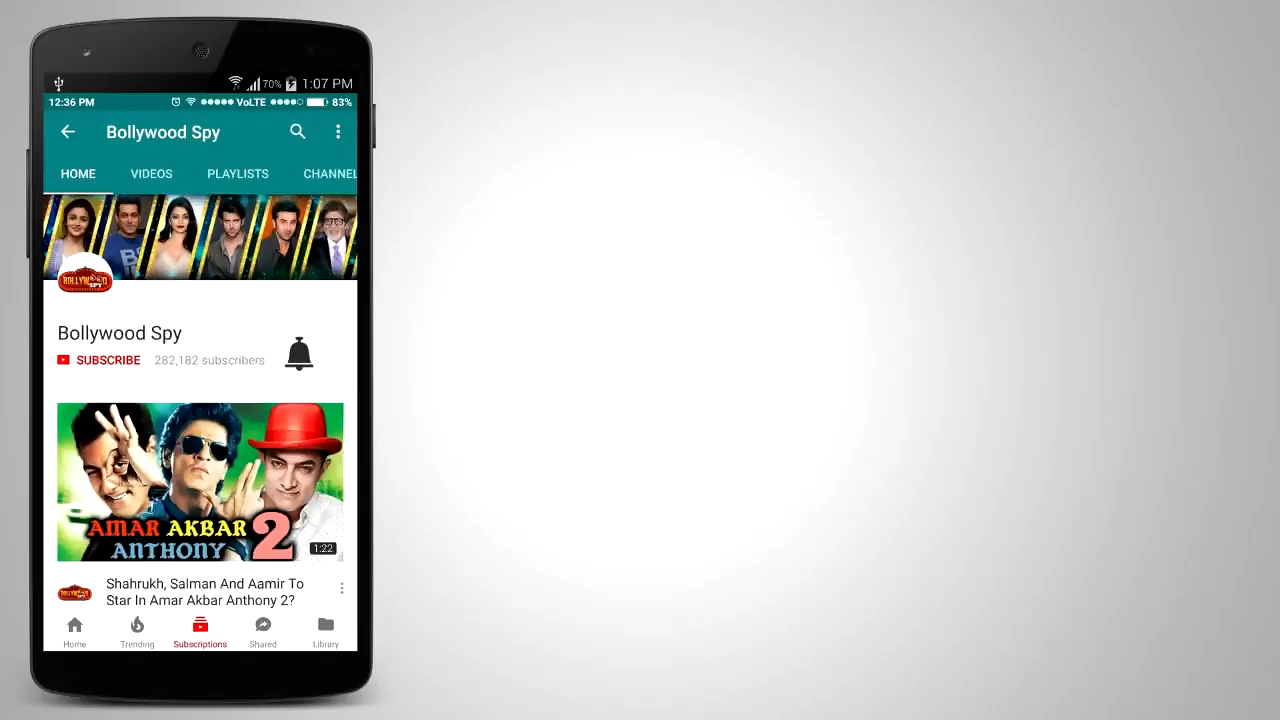 70% 1:07 PM
12:36 PM VoLTE 83%
Bollywood Spy
HOME VIDEOS PLAYLISTS CHANNEL
BOLLYWOOD
SPY
Bollywood Spy
SUBSCRIBE 282,182 subscribers
AMAR AKBAR
ANTHONY 2
1:22
Shahrukh, Salman And Aamir To
Star In Amar Akbar Anthony 2?
Home Trending Subscriptions Shared Library